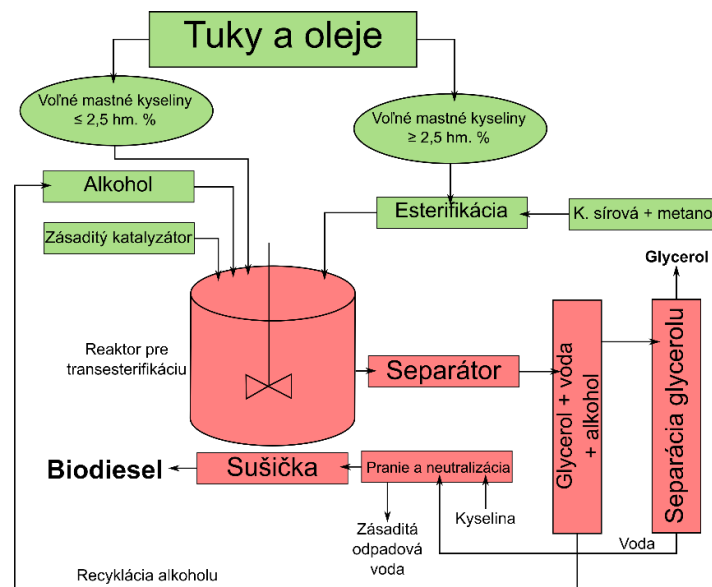 Tuky a oleje
Voľné mastné kyseliny
≤ 2,5 hm. %
Voľné mastné kyseliny
≥ 2,5 hm. %
Alkohol
Esterifikácia
K. sírová + metano
Zásaditý katalyzátor
Glycerol
Reaktor pre
transesterifikáciu
Separátor
Glycerol + voda
+ alkohol
Separácia glycerolu
Biodiesel
Sušička
Pranie a neutralizácia
Kyselina
Zásaditá
odpadová
voda
Voda
Recyklácia alkoholu